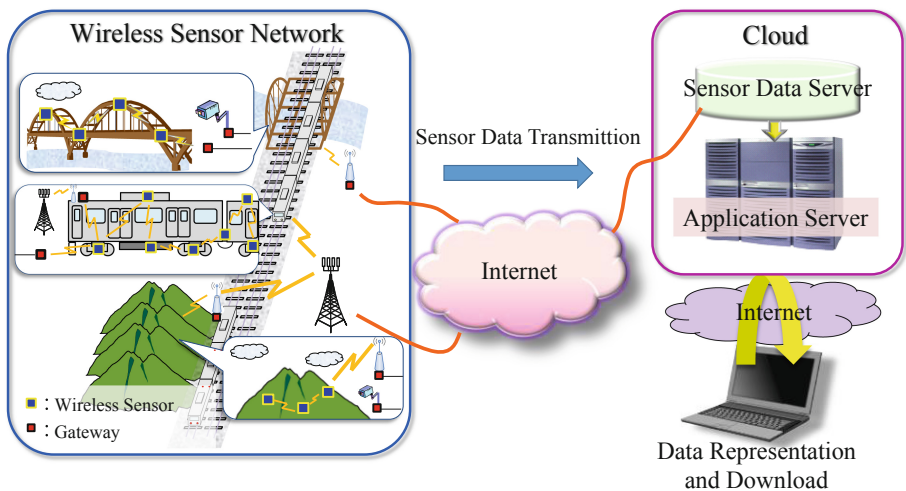 Wireless Sensor Network
: Wireless Sensor
: Gateway
Sensor Data Transmittion
Internet
Cloud
Sensor Data Server
Application Server
Internet
Data Representation
and Download